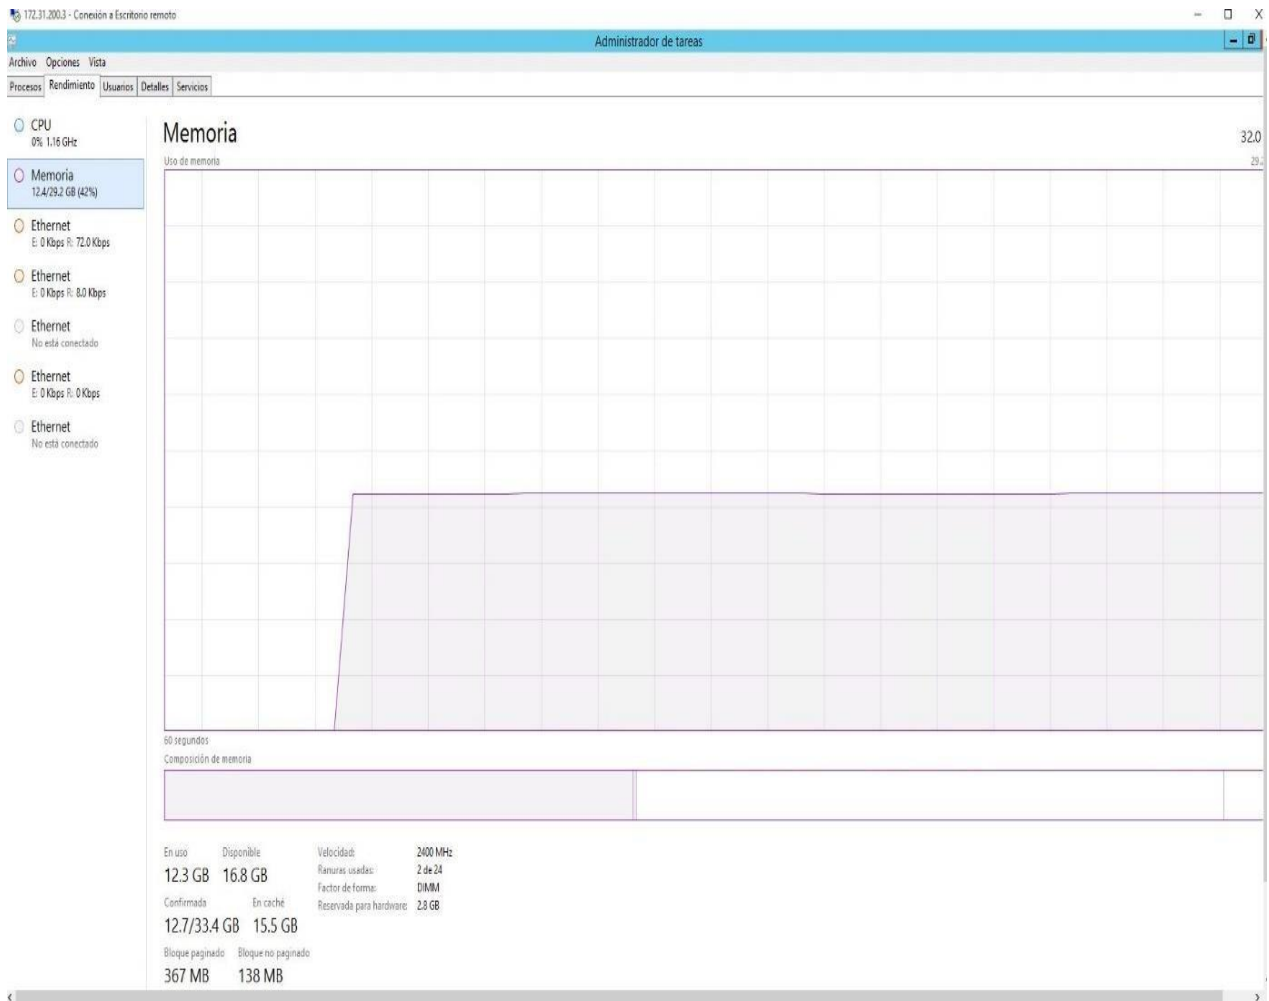 172.31.200.3 - Conexión a Escritorio remoto
Administrador de tareas
Archivo Opciones Vista
Procesos Rendimiento Usuarios Detalles Servicios
CPU
0% 1.16 GHz
Memoria
12.4/29.2 GB (42%)
Ethernet
E: 0 Kbps R: 72.0 Kbps
Ethernet
E: 0 Kbps R: 8.0 Kbps
Ethernet
No está conectado
Ethernet
E: 0 Kbps R: 0 Kbps
Ethernet
No está conectado
Memoria 32.0
Uso de memoria 29.2
60 segundos
Composición de memoria
En uso Disponible
12.3 GB 16.8 GB
Confirmada En caché
12.7/33.4 GB 15.5 GB
Bloque paginado Bloque no paginado
367 MB 138 MB
Velocidad: 2400 MHz
Ranuras usadas: 2 de 24
Factor de forma: DIMM
Reservada para hardware: 2.8 GB